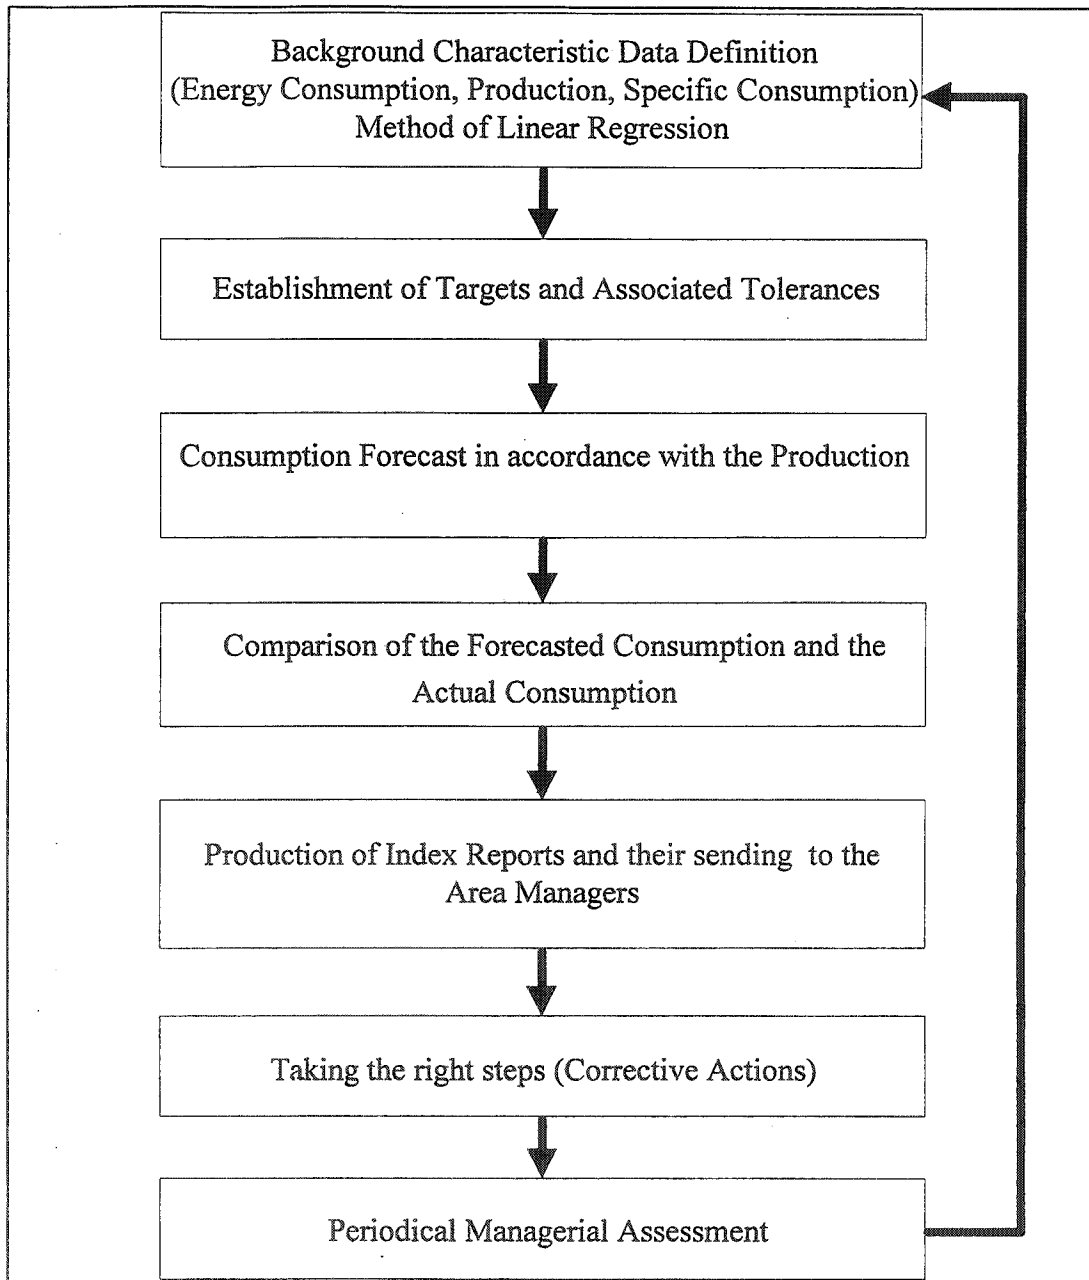 Background Characteristic Data Definition
(Energy Consumption, Production, Specific Consumption)
Method of Linear Regression
Establishment of Targets and Associated Tolerances
Consumption Forecast in accordance with the Production
Comparison of the Forecasted Consumption and the
Actual Consumption
Production of Index Reports and their sending to the
Area Managers
Taking the right steps (Corrective Actions)
Periodical Managerial Assessment